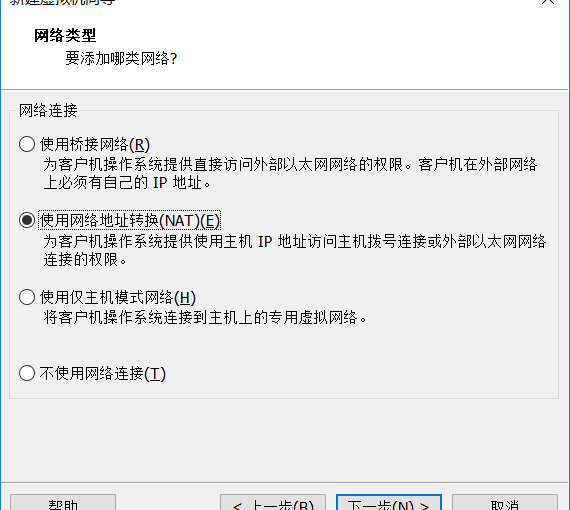 新建虚拟机向导
网络类型
要添加哪类网络?
网络连接
使用桥接网络(R)
为客户机操作系统提供直接访问外部以太网网络的权限。客户机在外部网络
上必须有自己的 IP 地址。
使用网络地址转换(NAT)(E)
为客户机操作系统提供使用主机 IP 地址访问主机拨号连接或外部以太网网络
连接的权限。
使用仅主机模式网络(H)
将客户机操作系统连接到主机上的专用虚拟网络。
不使用网络连接(T)
帮助
< 上一步(B)
下一步(N) >
取消